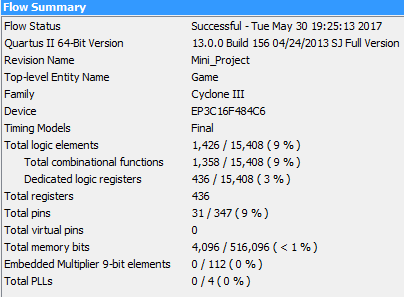 Flow Summary
Flow Status Successful - Tue May 30 19:25:13 2017
Quartus II 64-Bit Version 13.0.0 Build 156 04/24/2013 SJ Full Version
Revision Name Mini_Project
Top-level Entity Name Game
Family Cyclone III
Device EP3C16F484C6
Timing Models Final
Total logic elements 1,426 / 15,408 ( 9 % )
Total combinational functions 1,358 / 15,408 ( 9 % )
Dedicated logic registers 436 / 15,408 ( 3 % )
Total registers 436
Total pins 31 / 347 ( 9 % )
Total virtual pins 0
Total memory bits 4,096 / 516,096 ( < 1 % )
Embedded Multiplier 9-bit elements 0 / 112 ( 0 % )
Total PLLs 0 / 4 ( 0 % )